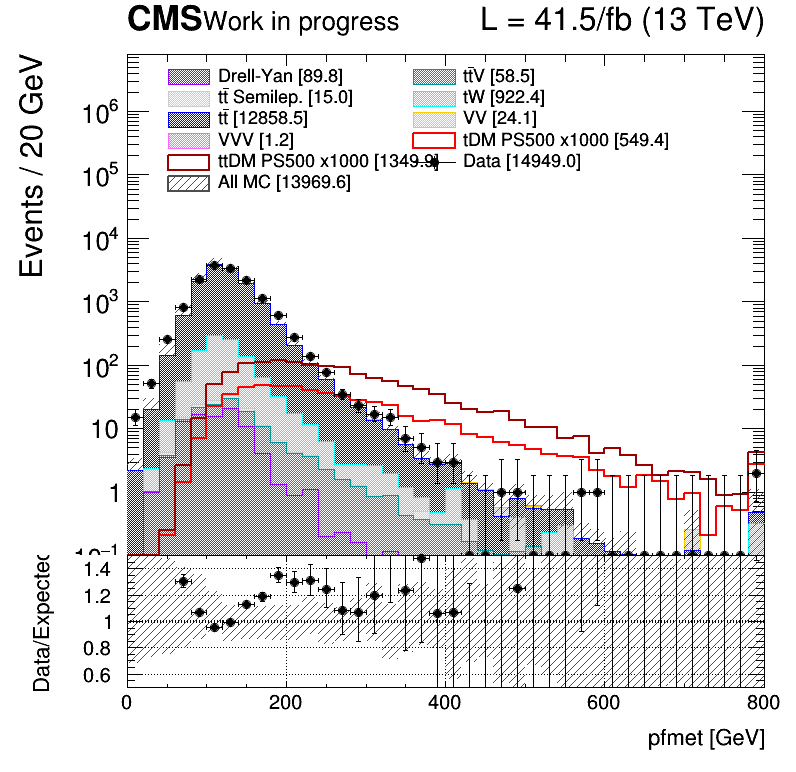 CMS Work in progress L = 41.5/fb (13 TeV)
Events / 20 GeV
Drell-Yan [89.8] tt̄V [58.5]
tt̄ Semilep. [15.0] tW [922.4]
tt̄ [12858.5] VV [24.1]
VVV [1.2] tDM PS500 x1000 [549.4]
ttDM PS500 x1000 [1349.9] Data [14949.0]
All MC [13969.6]
10⁶
10⁵
10⁴
10³
10²
10
1
10⁻¹
Data/Expected
1.4
1.2
1
0.8
0.6
0 200 400 600 800
pfmet [GeV]